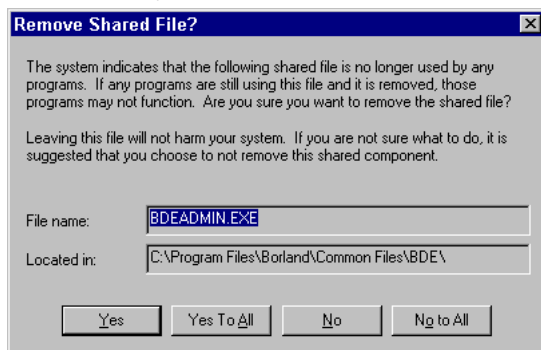 Remove Shared File?
The system indicates that the following shared file is no longer used by any
programs. If any programs are still using this file and it is removed, those
programs may not function. Are you sure you want to remove the shared file?
Leaving this file will not harm your system. If you are not sure what to do, it is
suggested that you choose to not remove this shared component.
File name: BDEADMIN.EXE
Located in: C:\Program Files\Borland\Common Files\BDE\
Yes Yes To All No No to All